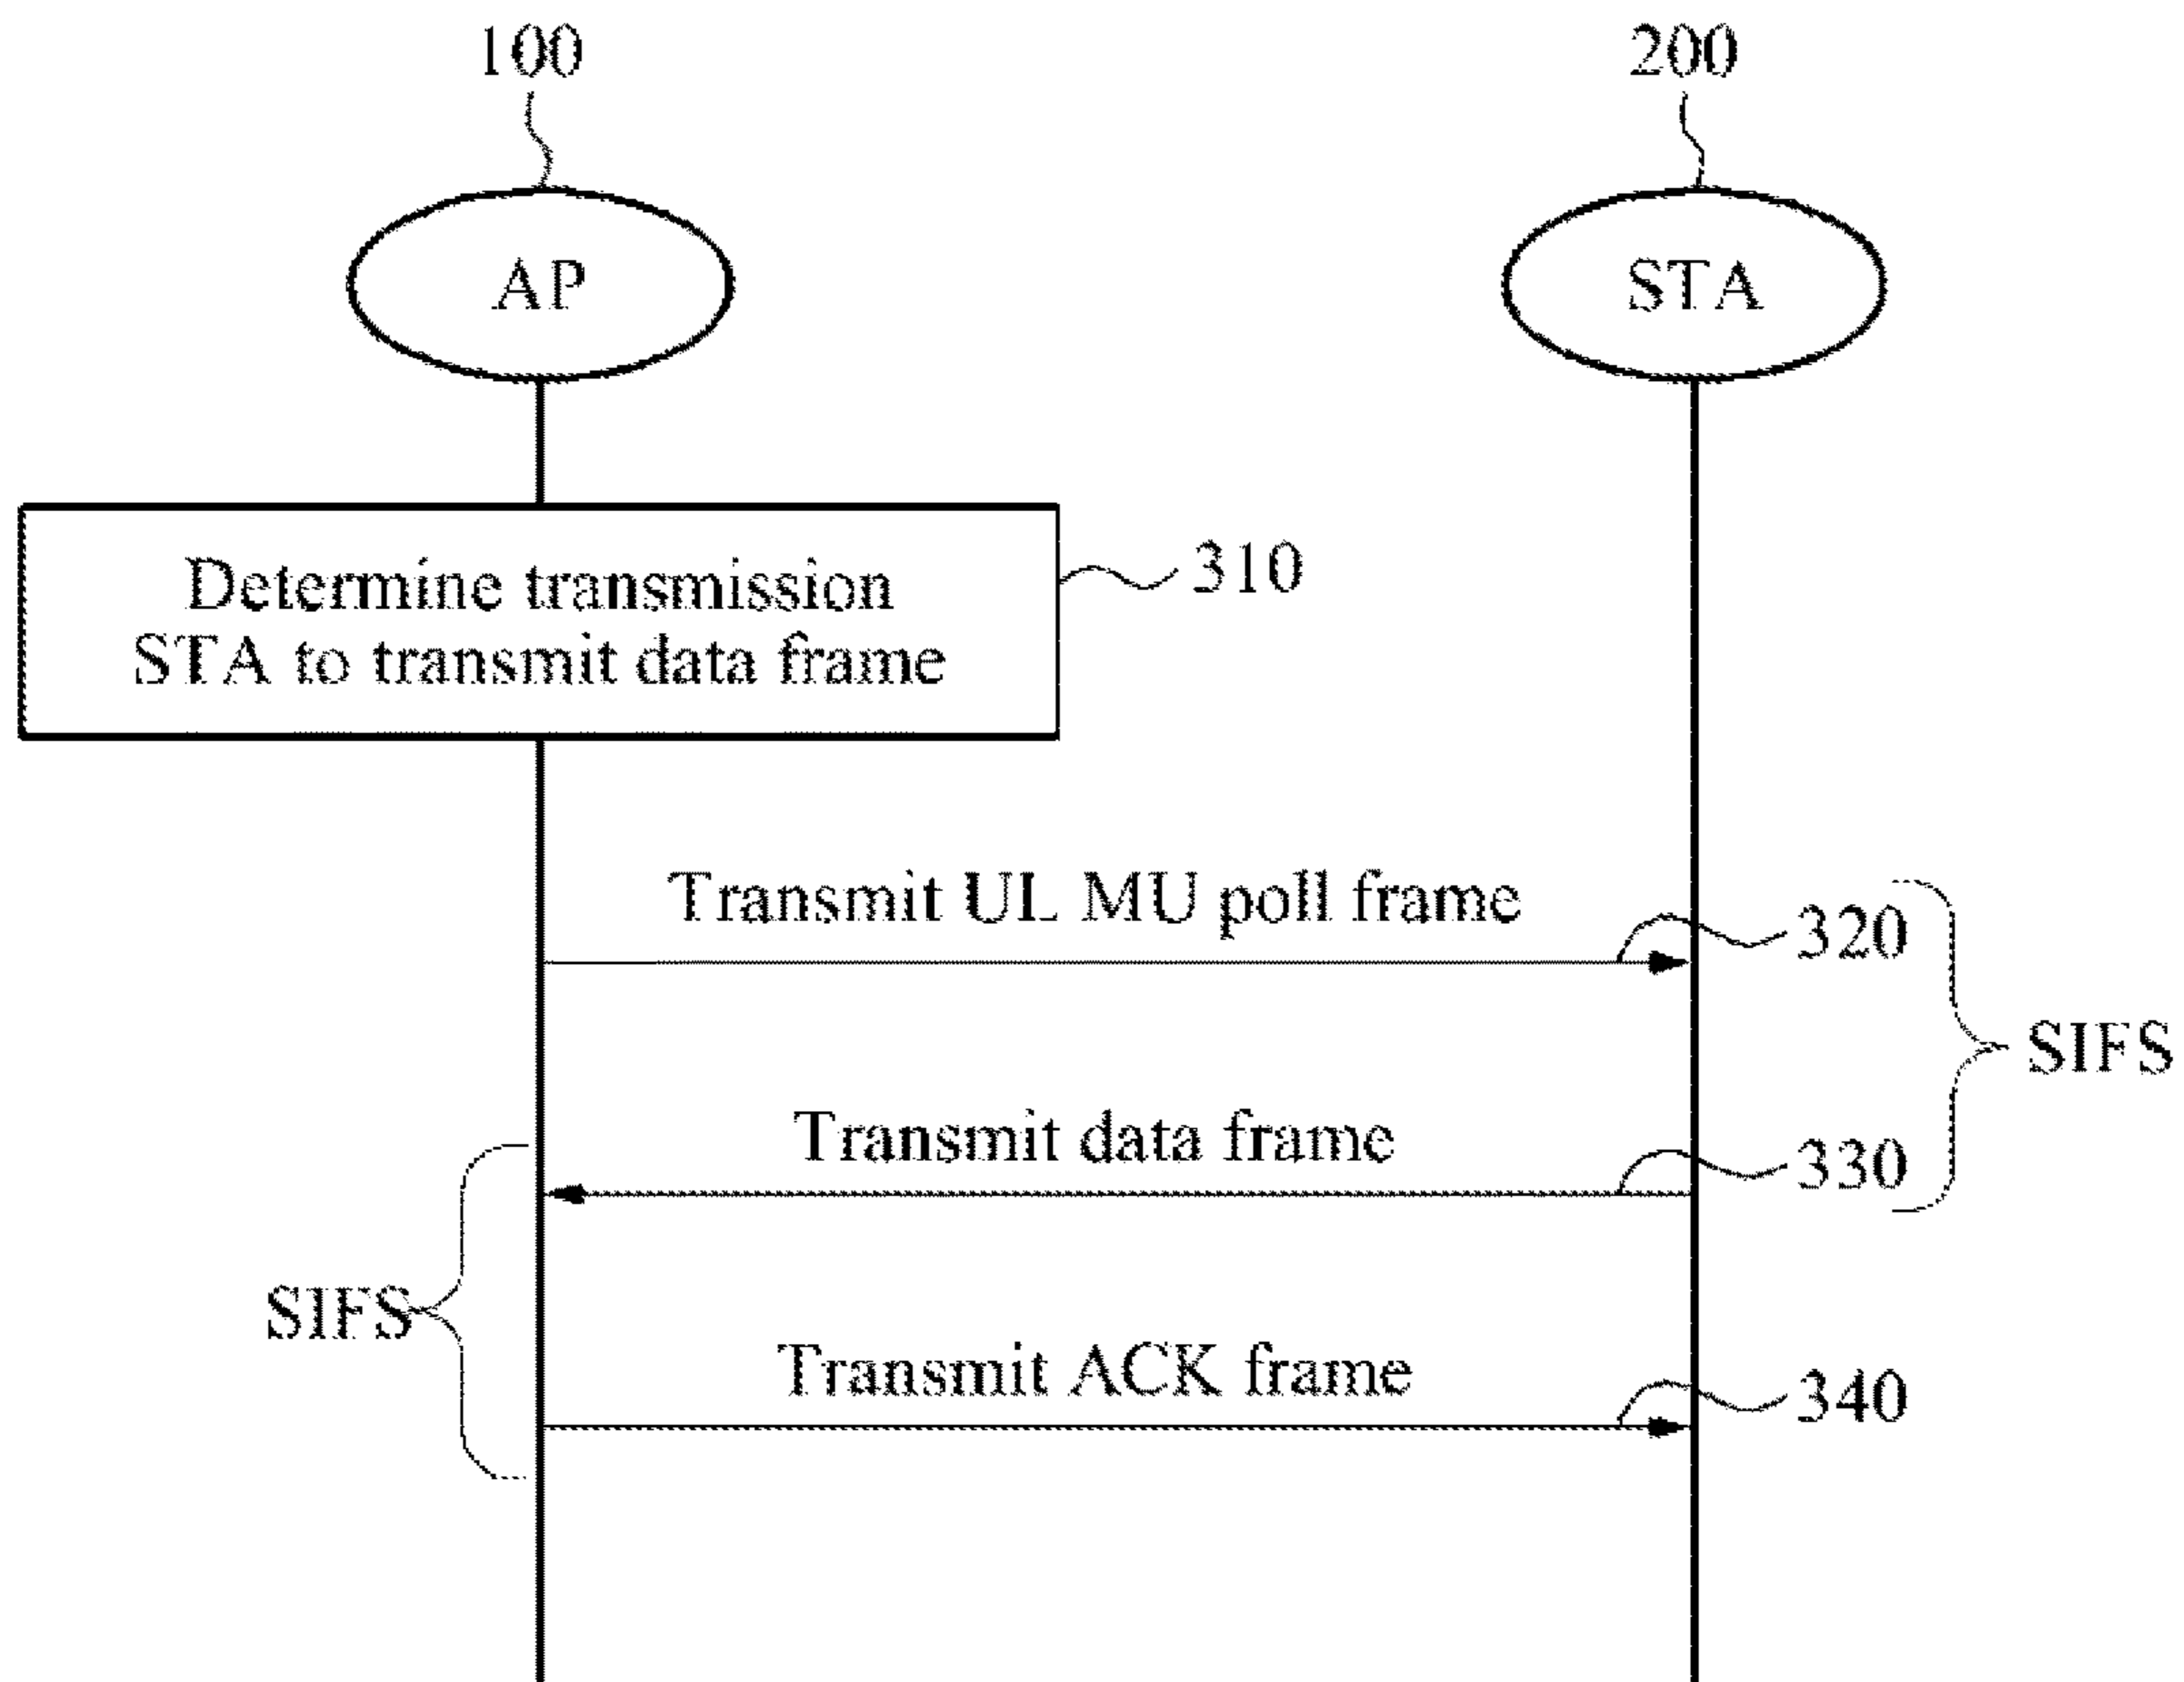 100
200
AP
STA
Determine transmission
STA to transmit data frame
310
Transmit UL MU poll frame
320
SIFS
Transmit data frame
330
SIFS
Transmit ACK frame
340